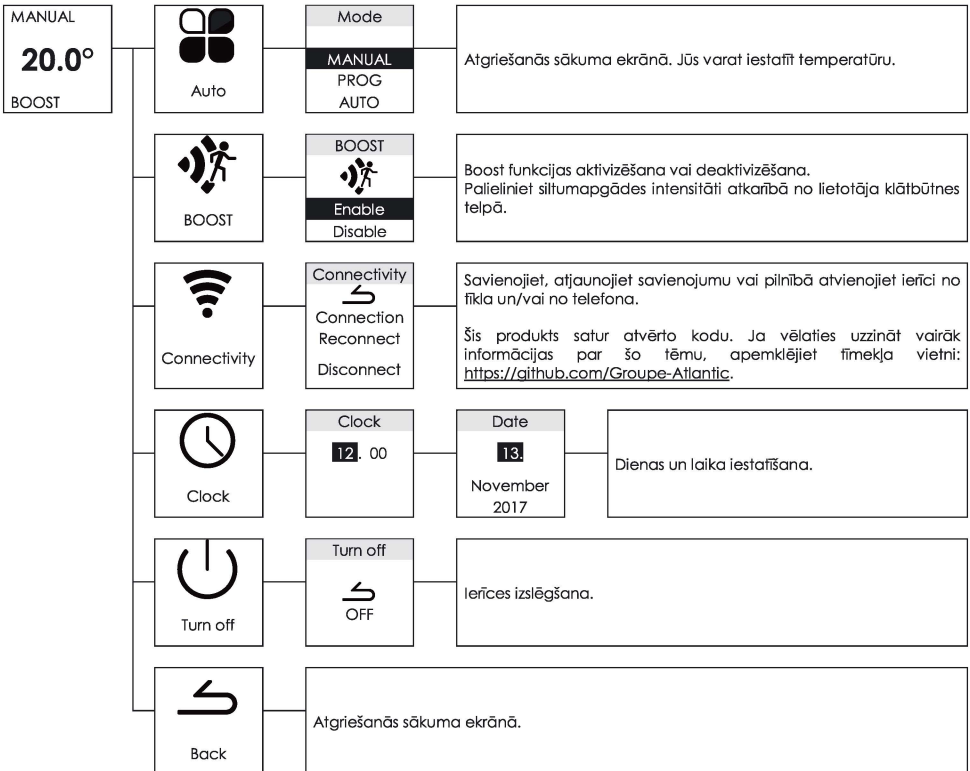 MANUAL
20.0°
BOOST
Auto
Mode
MANUAL
PROG
AUTO
Atgriešanās sākuma ekrānā. Jūs varat iestatīt temperatūru.
BOOST
BOOST
Enable
Disable
Boost funkcijas aktivizēšana vai deaktivizēšana.
Palieliniet siltumapgādes intensitāti atkarībā no lietotāja klātbūtnes
telpā.
Connectivity
Connectivity
Connection
Reconnect
Disconnect
Savienojiet, atjaunojiet savienojumu vai pilnībā atvienojiet ierīci no
tīkla un/vai no telefona.
Šis produkts satur atvērto kodu. Ja vēlaties uzzināt vairāk
informācijas par šo tēmu, apemklējiet tīmekļa vietni:
https://github.com/Groupe-Atlantic.
Clock
Clock
12. 00
Date
13.
November
2017
Dienas un laika iestatīšana.
Turn off
Turn off
OFF
Ierīces izslēgšana.
Back
Atgriešanās sākuma ekrānā.